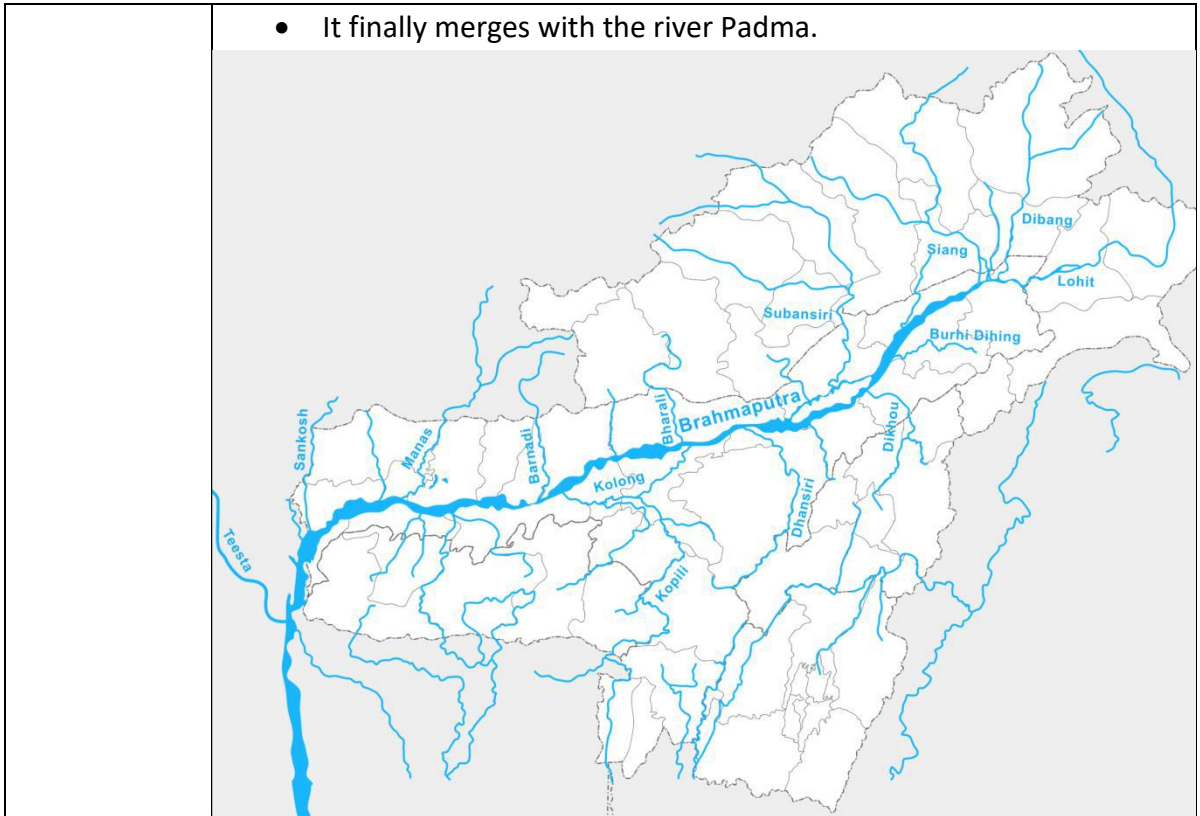 • It finally merges with the river Padma.
Dibang
Siang
Lohit
Subansiri
Burhi Dihing
Brahmaputra
Bharali
Sankosh
Manas
Barnadi
Dikhou
Kolong
Dhansiri
Teesta
Kopili